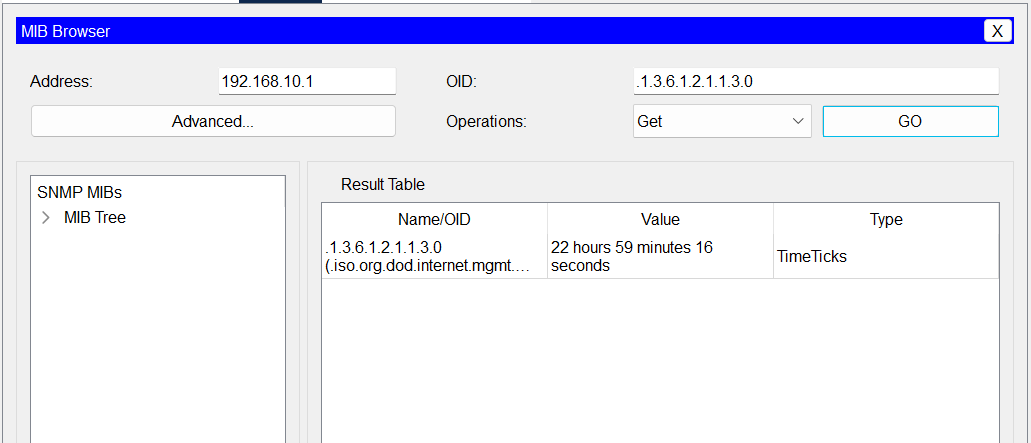 MIB Browser
X
Address:
192.168.10.1
OID:
.1.3.6.1.2.1.1.3.0
Advanced...
Operations:
Get
GO
SNMP MIBs
MIB Tree
Result Table
Name/OID
Value
Type
.1.3.6.1.2.1.1.3.0
(.iso.org.dod.internet.mgmt....
22 hours 59 minutes 16
seconds
TimeTicks